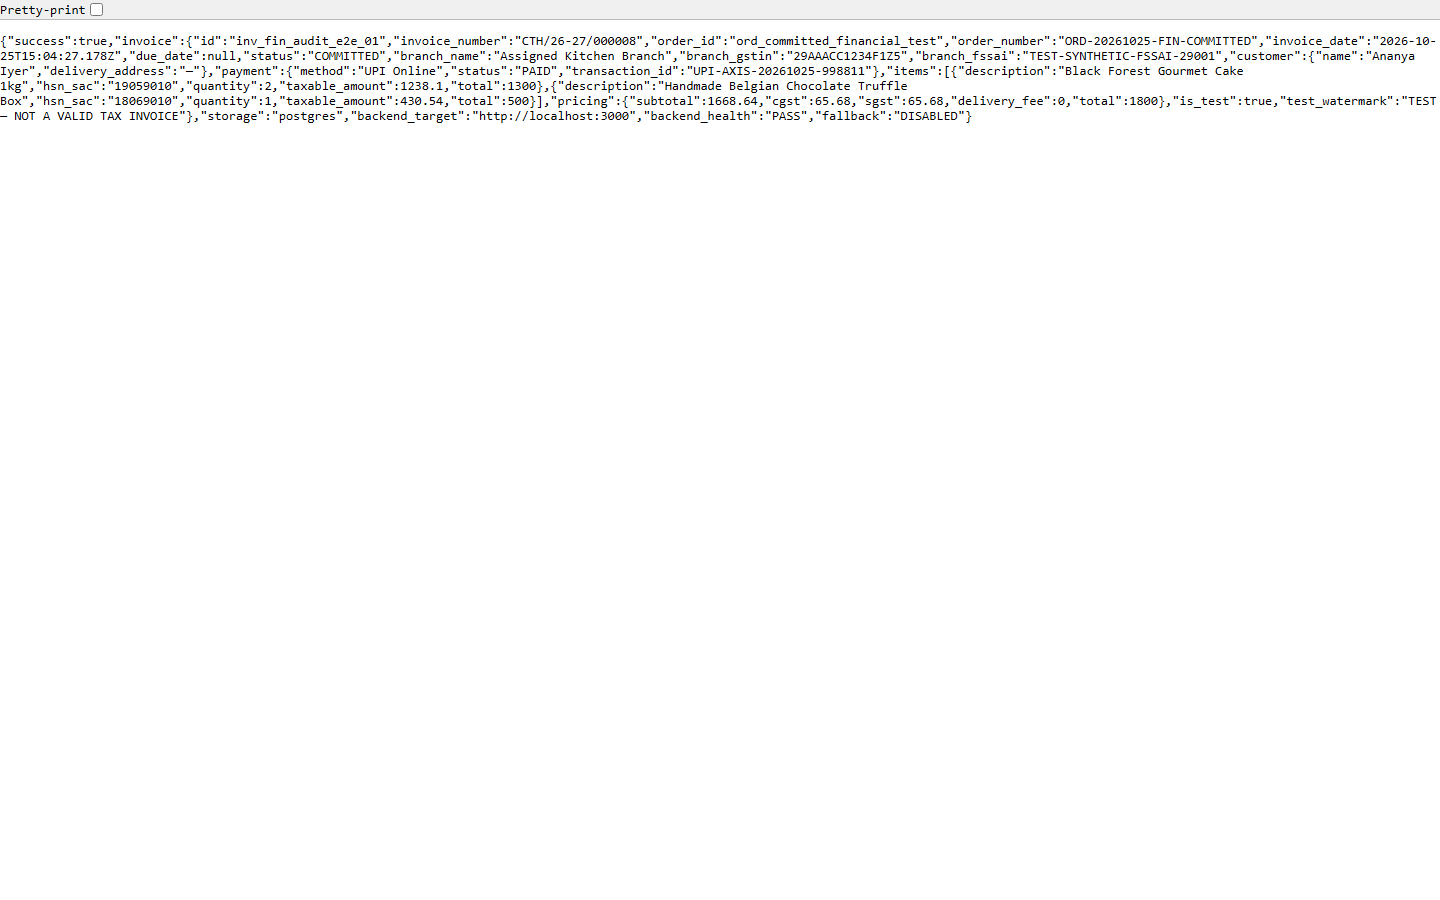 Pretty-print
{"success":true,"invoice":{"id":"inv_fin_audit_e2e_01","invoice_number":"CTH/26-27/000008","order_id":"ord_committed_financial_test","order_number":"ORD-20261025-FIN-COMMITTED","invoice_date":"2026-10-
25T15:04:27.178Z","due_date":null,"status":"COMMITTED","branch_name":"Assigned Kitchen Branch","branch_gstin":"29AAACC1234F1Z5","branch_fssai":"TEST-SYNTHETIC-FSSAI-29001","customer":{"name":"Ananya
Iyer","delivery_address":"—"},"payment":{"method":"UPI Online","status":"PAID","transaction_id":"UPI-AXIS-20261025-998811"},"items":[{"description":"Black Forest Gourmet Cake
1kg","hsn_sac":"19059010","quantity":2,"taxable_amount":1238.1,"total":1300},{"description":"Handmade Belgian Chocolate Truffle
Box","hsn_sac":"18069010","quantity":1,"taxable_amount":430.54,"total":500}],"pricing":{"subtotal":1668.64,"cgst":65.68,"sgst":65.68,"delivery_fee":0,"total":1800},"is_test":true,"test_watermark":"TEST
— NOT A VALID TAX INVOICE"},"storage":"postgres","backend_target":"http://localhost:3000","backend_health":"PASS","fallback":"DISABLED"}